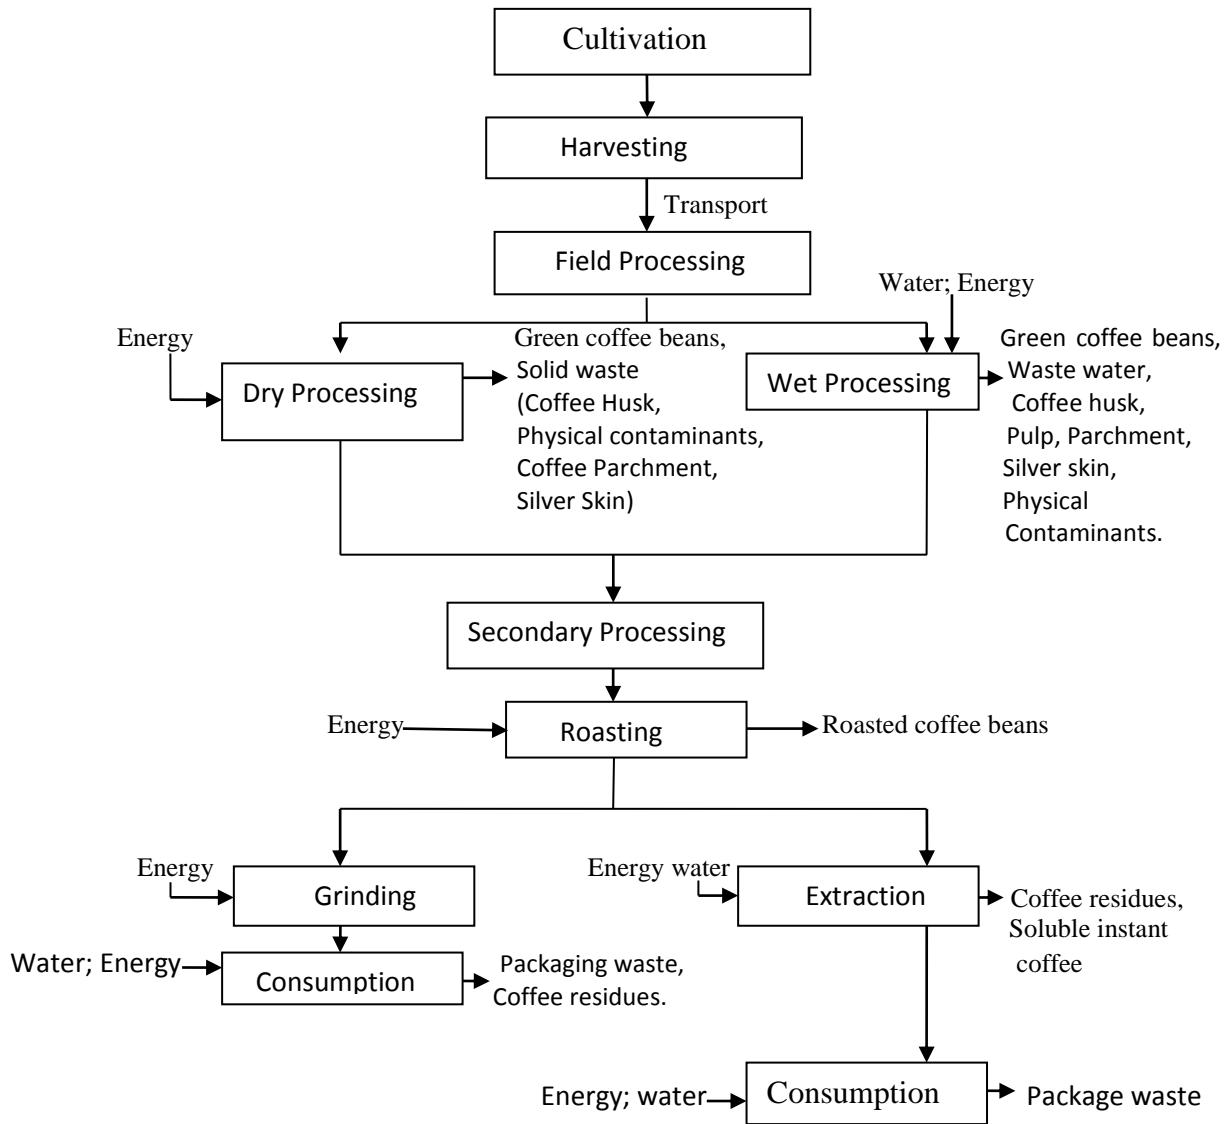 Cultivation
Harvesting
Transport
Field Processing
Water; Energy
Energy
Dry Processing
Green coffee beans,
Solid waste
(Coffee Husk,
Physical contaminants,
Coffee Parchment,
Silver Skin)
Wet Processing
Green coffee beans,
Waste water,
Coffee husk,
Pulp, Parchment,
Silver skin,
Physical
Contaminants.
Secondary Processing
Energy
Roasting
Roasted coffee beans
Energy
Grinding
Energy water
Extraction
Coffee residues,
Soluble instant
coffee
Water; Energy
Consumption
Packaging waste,
Coffee residues.
Energy; water
Consumption
Package waste